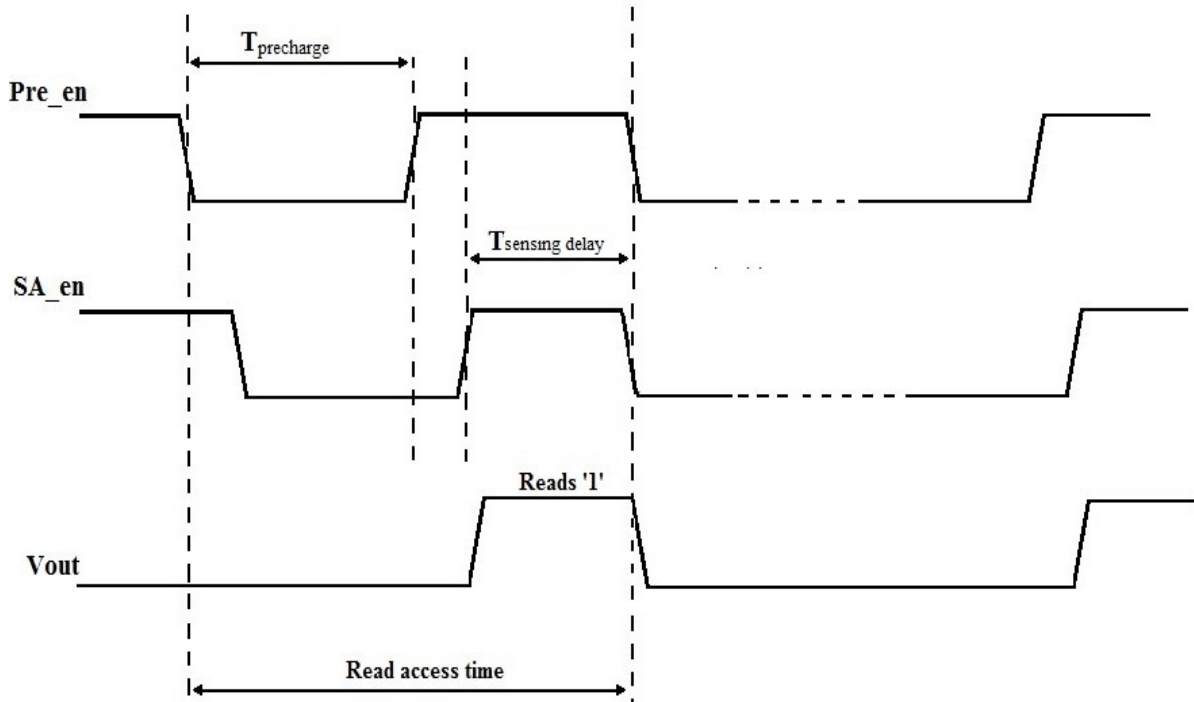 Tprecharge
Pre_en
Tsensing delay
SA_en
Reads '1'
Vout
Read access time